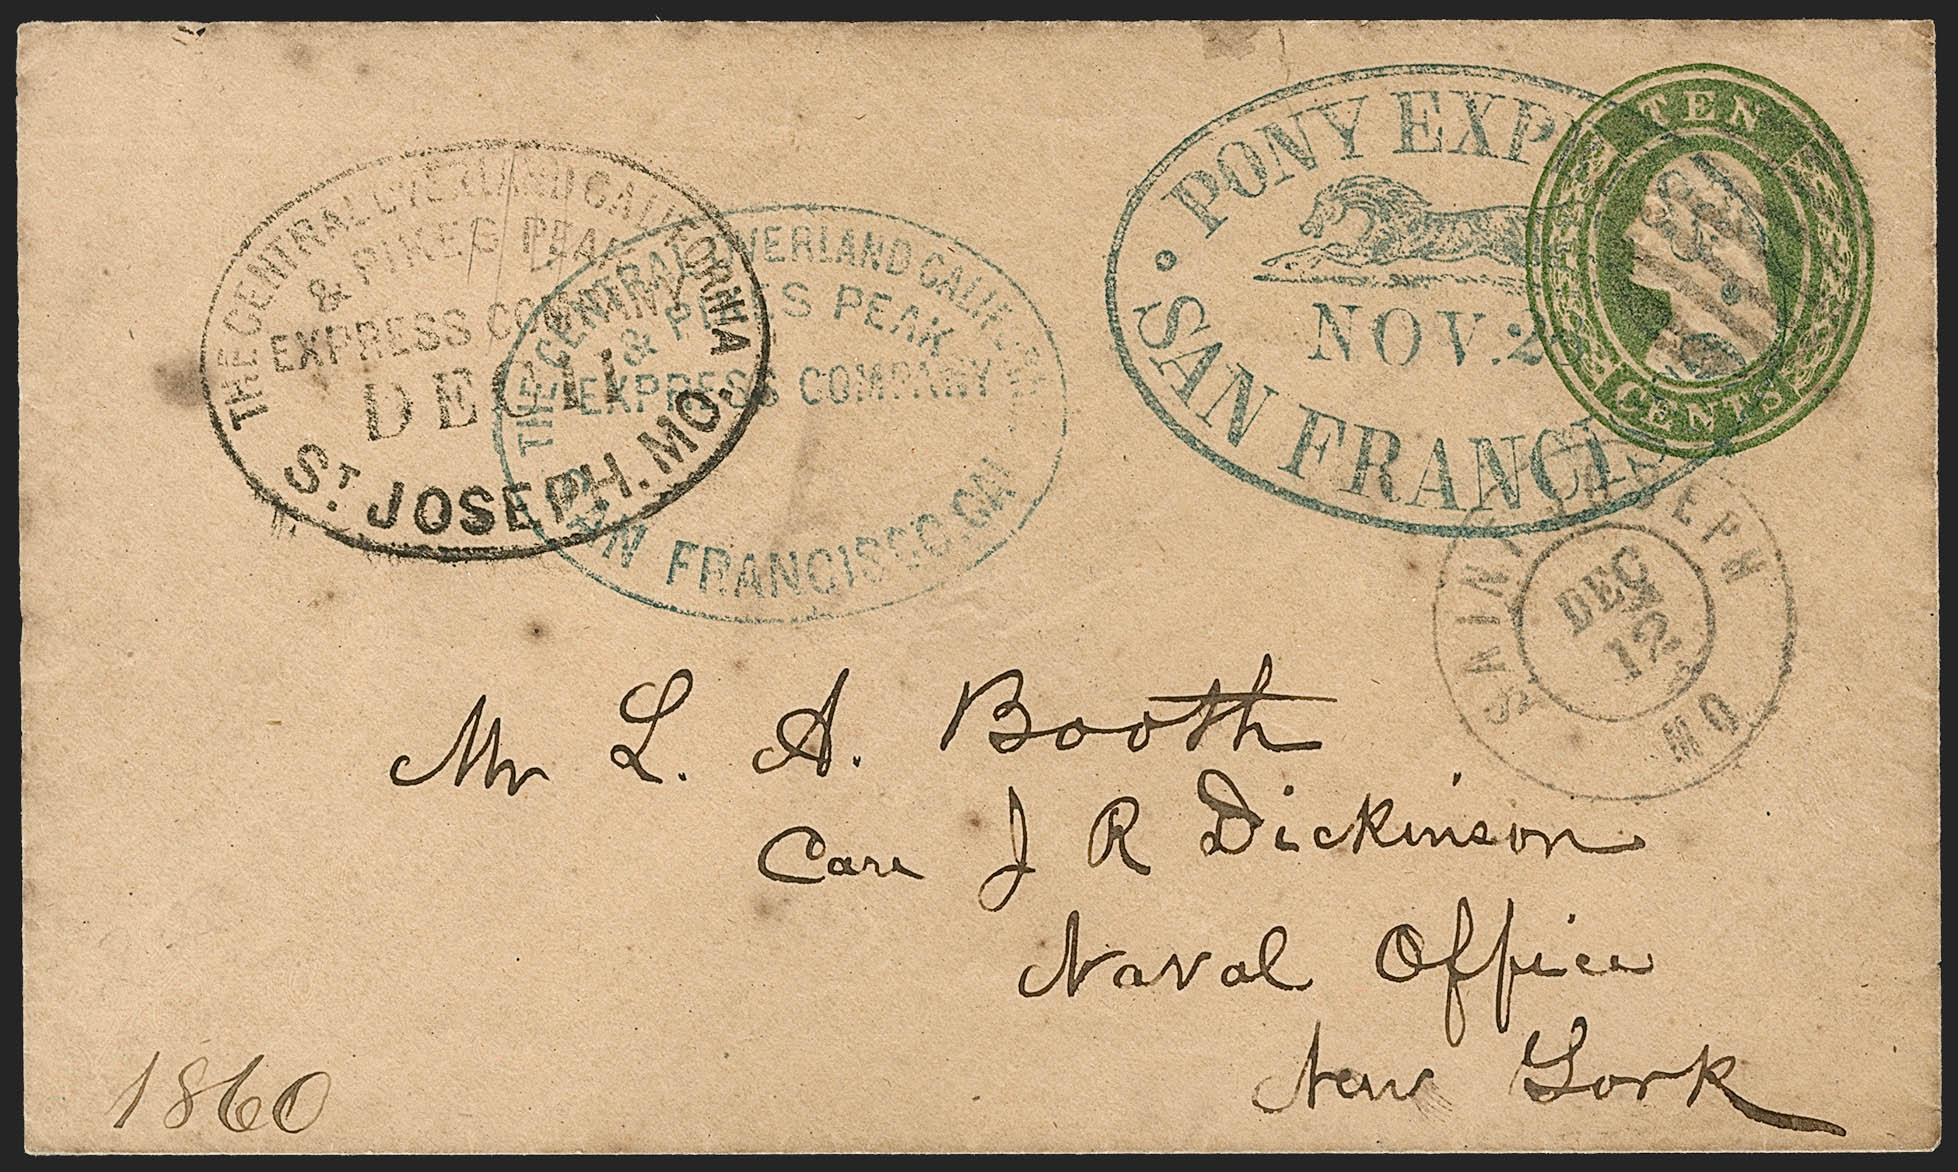 THE CENTRAL OVERLAND CALIFORNIA
& PIKES PEAK
EXPRESS COMPANY
DEC 11
ST. JOSEPH. MO.
THE CENTRAL OVERLAND CALIFORNIA
& PIKES PEAK
EXPRESS COMPANY
SAN FRANCISCO. CAL
PONY EXP
NOV. 2
SAN FRANCI
TEN
CENTS
SAINT JOSEPH
DEC
12
MO
Mr L. A. Booth
Care J R Dickinson
Naval Office
New York
1860